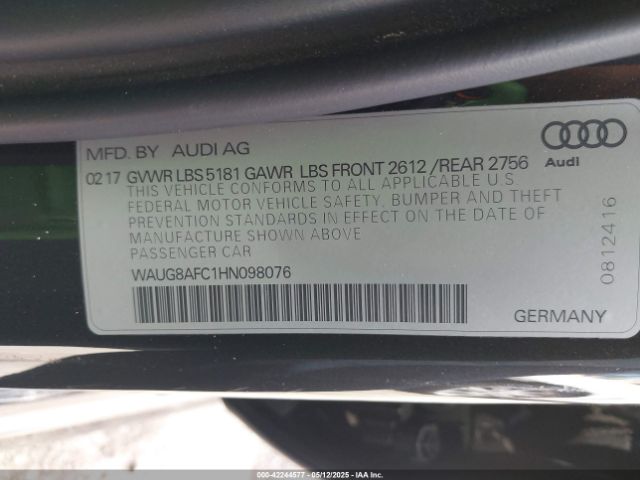 MFD. BY AUDI AG
Audi
02 17 GVWR LBS 5181 GAWR LBS FRONT 2612 /REAR 2756
THIS VEHICLE CONFORMS TO ALL APPLICABLE U.S.
FEDERAL MOTOR VEHICLE SAFETY, BUMPER AND THEFT
PREVENTION STANDARDS IN EFFECT ON THE DATE OF
MANUFACTURE SHOWN ABOVE
PASSENGER CAR
WAUG8AFC1HN098076
0812416
GERMANY
000-42244577 - 05/12/2025 - IAA Inc.